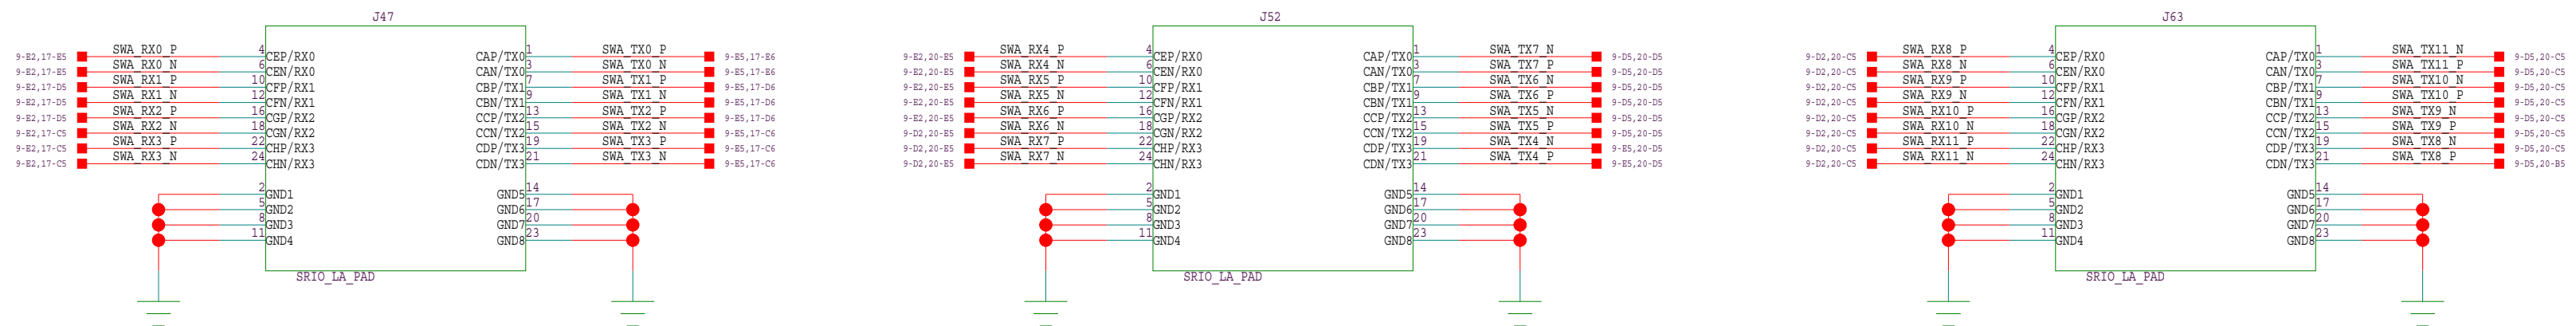 J47
9-E2,17-E5 SWA_RX0_P 4 CEP/RX0 CAP/TX0 1 SWA_TX0_P 9-E5,17-E6
9-E2,17-E5 SWA_RX0_N 6 CEN/RX0 CAN/TX0 3 SWA_TX0_N 9-E5,17-E6
9-E2,17-D5 SWA_RX1_P 10 CFP/RX1 CBP/TX1 7 SWA_TX1_P 9-E5,17-D6
9-E2,17-D5 SWA_RX1_N 12 CFN/RX1 CBN/TX1 9 SWA_TX1_N 9-E5,17-D6
9-E2,17-D5 SWA_RX2_P 16 CGP/RX2 CCP/TX2 13 SWA_TX2_P 9-E5,17-D6
9-E2,17-C5 SWA_RX2_N 18 CGN/RX2 CCN/TX2 15 SWA_TX2_N 9-E5,17-C6
9-E2,17-C5 SWA_RX3_P 22 CHP/RX3 CDP/TX3 19 SWA_TX3_P 9-E5,17-C6
9-E2,17-C5 SWA_RX3_N 24 CHN/RX3 CDN/TX3 21 SWA_TX3_N 9-E5,17-C6
2 GND1 GND5 14
5 GND2 GND6 17
8 GND3 GND7 20
11 GND4 GND8 23
SRIO_LA_PAD
J52
9-E2,20-E5 SWA_RX4_P 4 CEP/RX0 CAP/TX0 1 SWA_TX7_N 9-D5,20-D5
9-E2,20-E5 SWA_RX4_N 6 CEN/RX0 CAN/TX0 3 SWA_TX7_P 9-D5,20-D5
9-E2,20-E5 SWA_RX5_P 10 CFP/RX1 CBP/TX1 7 SWA_TX6_N 9-D5,20-D5
9-E2,20-E5 SWA_RX5_N 12 CFN/RX1 CBN/TX1 9 SWA_TX6_P 9-D5,20-D5
9-E2,20-E5 SWA_RX6_P 16 CGP/RX2 CCP/TX2 13 SWA_TX5_N 9-D5,20-D5
9-D2,20-E5 SWA_RX6_N 18 CGN/RX2 CCN/TX2 15 SWA_TX5_P 9-D5,20-D5
9-D2,20-E5 SWA_RX7_P 22 CHP/RX3 CDP/TX3 19 SWA_TX4_N 9-D5,20-D5
9-D2,20-E5 SWA_RX7_N 24 CHN/RX3 CDN/TX3 21 SWA_TX4_P 9-E5,20-D5
2 GND1 GND5 14
5 GND2 GND6 17
8 GND3 GND7 20
11 GND4 GND8 23
SRIO_LA_PAD
J63
9-D2,20-C5 SWA_RX8_P 4 CEP/RX0 CAP/TX0 1 SWA_TX11_N 9-D5,20-C5
9-D2,20-C5 SWA_RX8_N 6 CEN/RX0 CAN/TX0 3 SWA_TX11_P 9-D5,20-C5
9-D2,20-C5 SWA_RX9_P 10 CFP/RX1 CBP/TX1 7 SWA_TX10_N 9-D5,20-C5
9-D2,20-C5 SWA_RX9_N 12 CFN/RX1 CBN/TX1 9 SWA_TX10_P 9-D5,20-C5
9-D2,20-C5 SWA_RX10_P 16 CGP/RX2 CCP/TX2 13 SWA_TX9_N 9-D5,20-C5
9-D2,20-C5 SWA_RX10_N 18 CGN/RX2 CCN/TX2 15 SWA_TX9_P 9-D5,20-C5
9-D2,20-C5 SWA_RX11_P 22 CHP/RX3 CDP/TX3 19 SWA_TX8_N 9-D5,20-C5
9-D2,20-C5 SWA_RX11_N 24 CHN/RX3 CDN/TX3 21 SWA_TX8_P 9-D5,20-B5
2 GND1 GND5 14
5 GND2 GND6 17
8 GND3 GND7 20
11 GND4 GND8 23
SRIO_LA_PAD